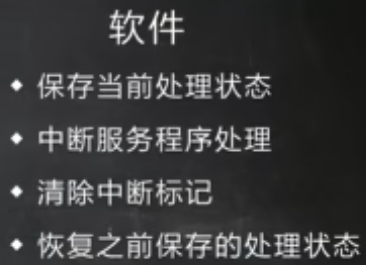 软件
保存当前处理状态
中断服务程序处理
清除中断标记
恢复之前保存的处理状态